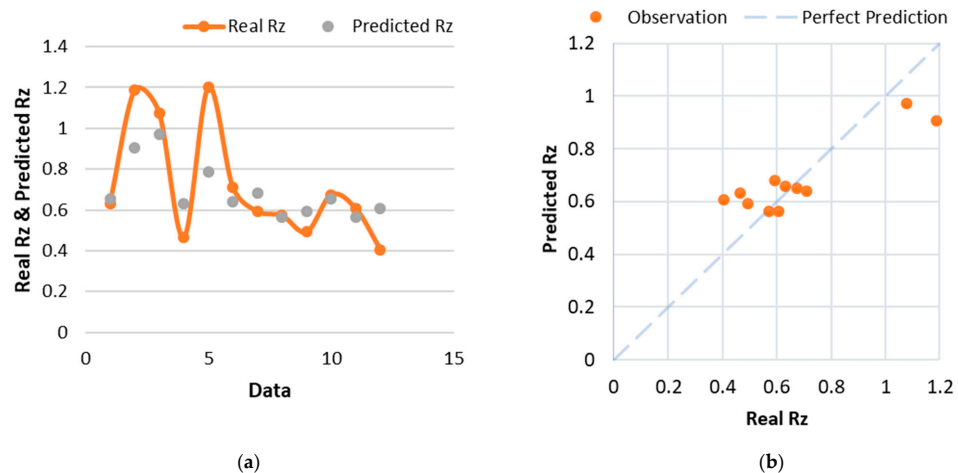 Real Rz Predicted Rz
1.4
1.2
1
0.8
0.6
0.4
0.2
0
0 5 10 15
Real Rz & Predicted Rz
Data
(a)
Observation Perfect Prediction
1.2
1
0.8
0.6
0.4
0.2
0
0 0.2 0.4 0.6 0.8 1 1.2
Predicted Rz
Real Rz
(b)